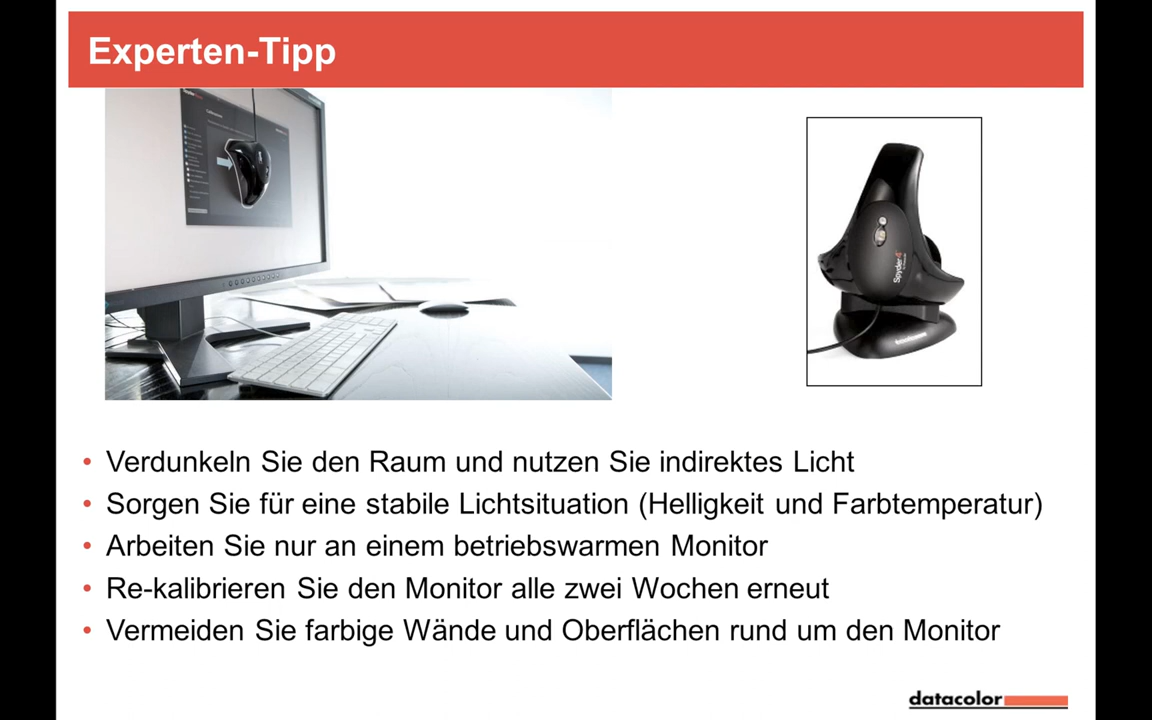 Experten-Tipp
Spyder4
• Verdunkeln Sie den Raum und nutzen Sie indirektes Licht
• Sorgen Sie für eine stabile Lichtsituation (Helligkeit und Farbtemperatur)
• Arbeiten Sie nur an einem betriebswarmen Monitor
• Re-kalibrieren Sie den Monitor alle zwei Wochen erneut
• Vermeiden Sie farbige Wände und Oberflächen rund um den Monitor
datacolor